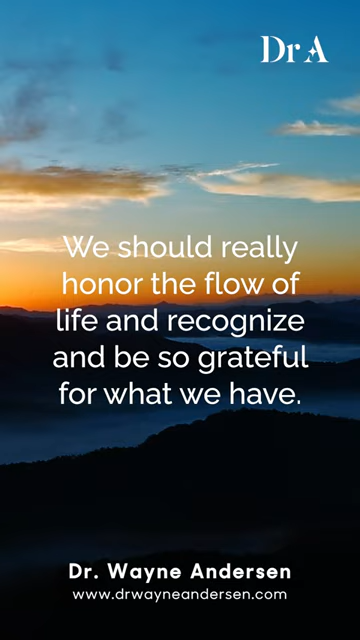 Dr A
We should really
honor the flow of
life and recognize
and be so grateful
for what we have.
Dr. Wayne Andersen
www.drwayneandersen.com